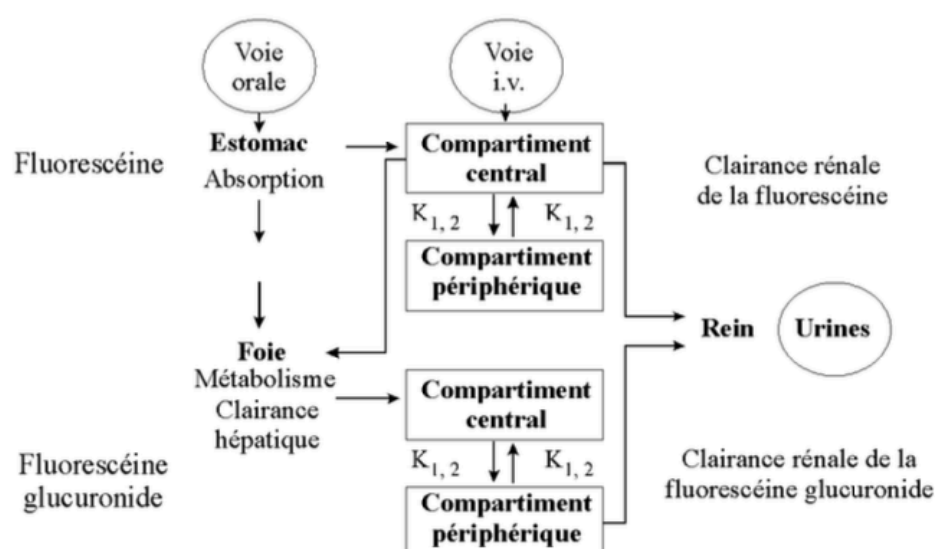 Voie
orale
Voie
i.v.
Fluorescéine
Estomac
Absorption
Compartiment
central
Clairance rénale
de la fluorescéine
K1, 2
K1, 2
Compartiment
périphérique
Rein
Urines
Foie
Métabolisme
Clairance
hépatique
Compartiment
central
Fluorescéine
glucuronide
K1, 2
K1, 2
Compartiment
périphérique
Clairance rénale de la
fluorescéine glucuronide